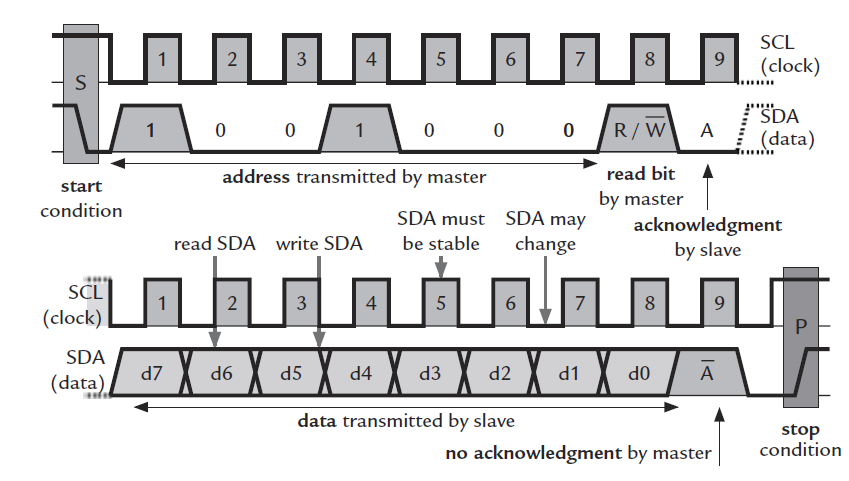 1 2 3 4 5 6 7 8 9
SCL
(clock)
S
1 0 0 1 0 0 0 R / W̅ A
SDA
(data)
start
condition
address transmitted by master
read bit
by master
acknowledgment
by slave
read SDA
write SDA
SDA must
be stable
SDA may
change
SCL
(clock)
1 2 3 4 5 6 7 8 9
P
SDA
(data)
d7 d6 d5 d4 d3 d2 d1 d0 A̅
data transmitted by slave
no acknowledgment by master
stop
condition